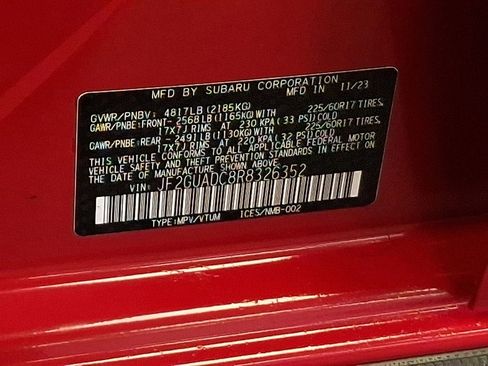 MFD BY SUBARU CORPORATION MFD IN 11/23
GVWR/PNBV: 4817LB (2185KG)
GAWR/PNBE: FRONT- 2568LB (1165KG) WITH 225/60R17 TIRES,
17X7J RIMS AT 230 KPA (33 PSI) COLD
GAWR/PNBE: REAR - 2491LB (1130KG) WITH 225/60R17 TIRES,
17X7J RIMS AT 220 KPA (32 PSI) COLD
THIS VEHICLE CONFORMS TO ALL APPLICABLE FEDERAL MOTOR
VEHICLE SAFETY STANDARDS IN EFFECT ON
THE DATE OF MANUFACTURE SHOWN ABOVE.
VIN: JF2GUADC8R8326352
TYPE:MPV/VTUM ICES/NMB-002